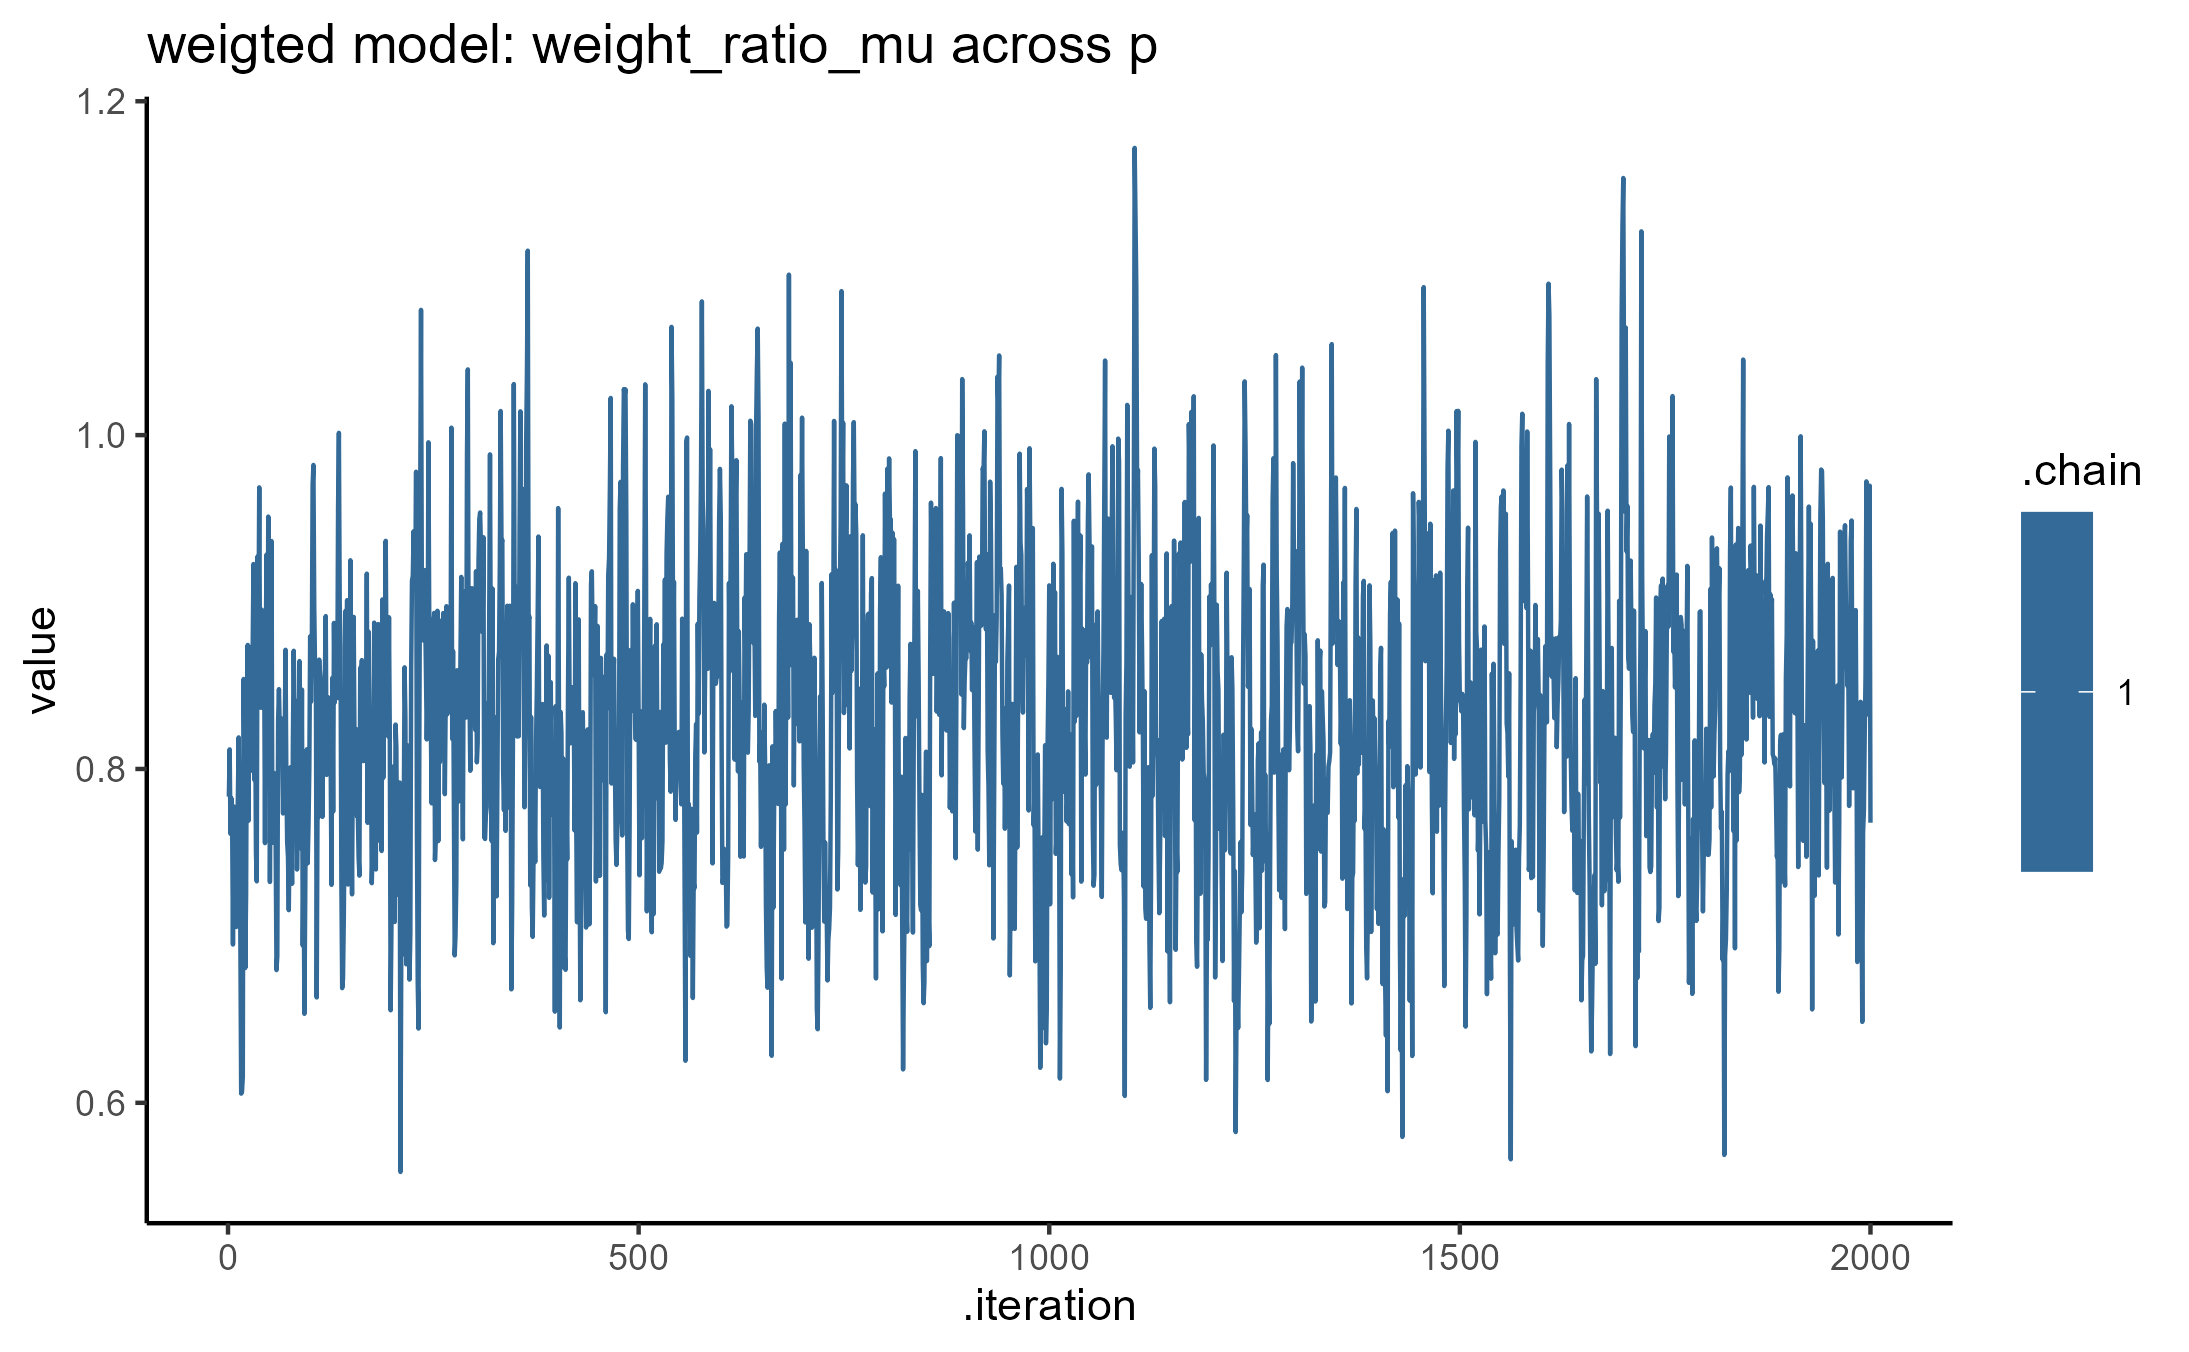 weigted model: weight_ratio_mu across p
1.2
1.0
0.8
0.6
value
0
500
1000
1500
2000
.iteration
.chain
1